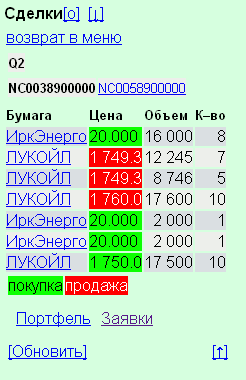 Сделки[o] [↓]
возврат в меню
Q2
NC0038900000 NC0058900000
Бумага Цена Объем К-во
ИркЭнерго 20.000 16 000 8
ЛУКОЙЛ 1 749.3 12 245 7
ЛУКОЙЛ 1 749.3 8 746 5
ЛУКОЙЛ 1 760.0 17 600 10
ИркЭнерго 20.000 2 000 1
ИркЭнерго 20.000 2 000 1
ЛУКОЙЛ 1 750.0 17 500 10
покупка продажа
Портфель Заявки
[Обновить] [↑]